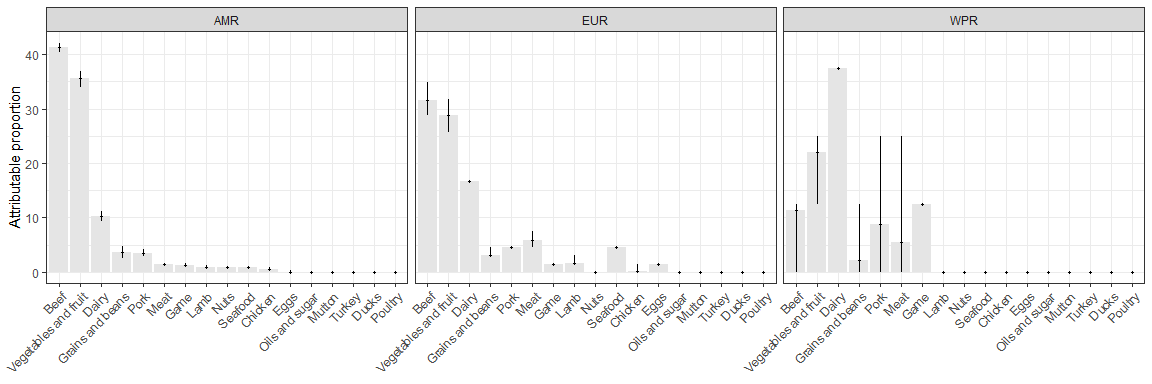 AMR
EUR
WPR
Attributable proportion
40
30
20
10
0
Beef
Vegetables and fruit
Dairy
Grains and beans
Pork
Meat
Game
Lamb
Nuts
Seafood
Chicken
Eggs
Oils and sugar
Mutton
Turkey
Ducks
Poultry
Beef
Vegetables and fruit
Dairy
Grains and beans
Pork
Meat
Game
Lamb
Nuts
Seafood
Chicken
Eggs
Oils and sugar
Mutton
Turkey
Ducks
Poultry
Beef
Vegetables and fruit
Dairy
Grains and beans
Pork
Meat
Game
Lamb
Nuts
Seafood
Chicken
Eggs
Oils and sugar
Mutton
Turkey
Ducks
Poultry